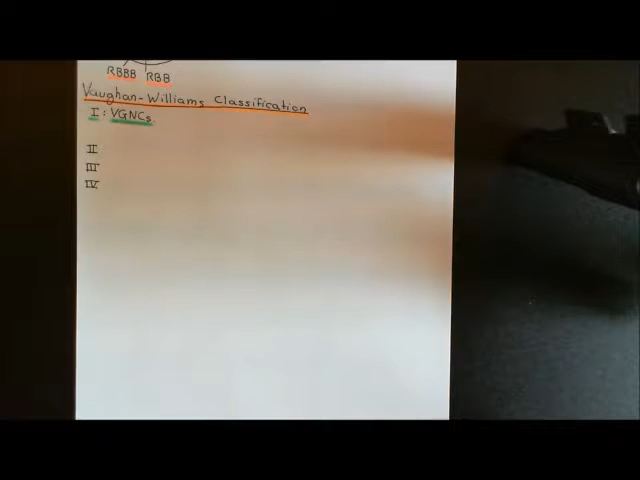 RBBB RBB
Vaughan-Williams Classification
I: VGNCs
II
III
IV